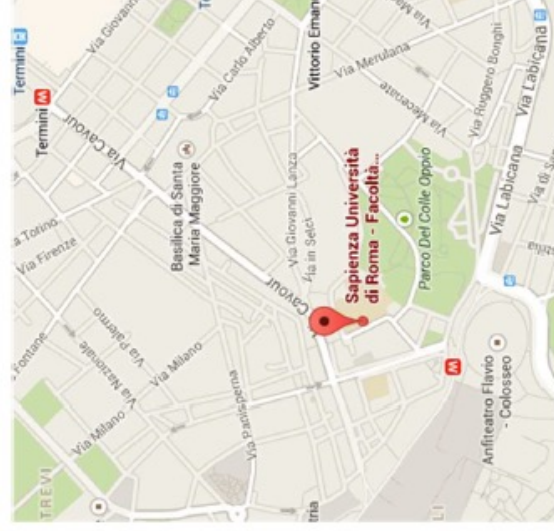 Termini
Termini
Via Giovanni
Via Carlo Alberto
Vittorio Eman
Via Merulana
Via Mecenate
Via Ruggero Bonghi
Via Labicana
Via Labicana
Via Cavour
Basilica di Santa
Maria Maggiore
a Torino
Via Firenze
Fontane
Via Nazionale
Via Palermo
Via Milano
Via Milano
Via Panisperna
TREVI
Cavour
Via Giovanni Lanza
Via in Selci
Sapienza Università
di Roma - Facoltà...
Parco Del Colle Oppio
Anfiteatro Flavio
- Colosseo
tria
LI